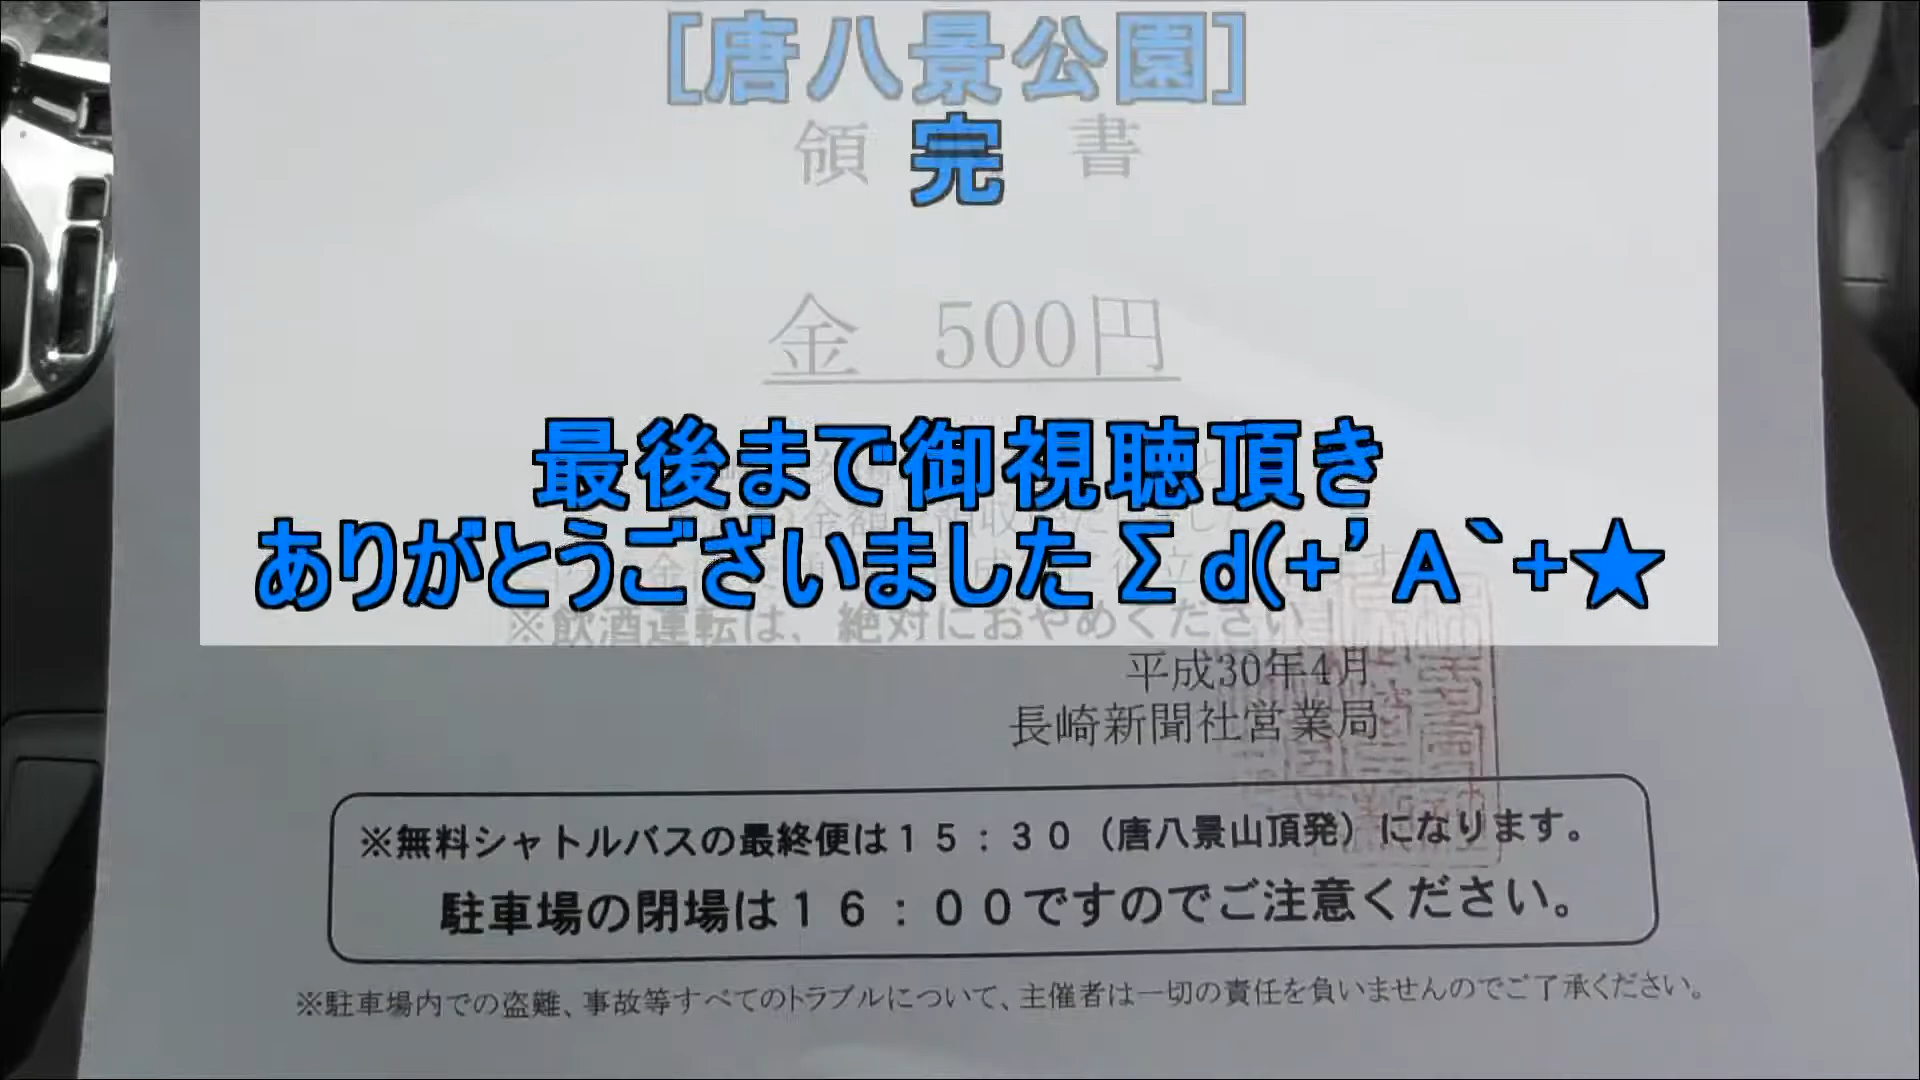 [唐八景公園]
完
領 書
金 500円
最後まで御視聴頂き
ありがとうございましたΣd(+'A`+★
※飲酒運転は、絶対におやめください
平成30年4月
長崎新聞社営業局
※無料シャトルバスの最終便は15:30(唐八景山頂発)になります。
駐車場の閉場は16:00ですのでご注意ください。
※駐車場内での盗難、事故等すべてのトラブルについて、主催者は一切の責任を負いませんのでご了承ください。